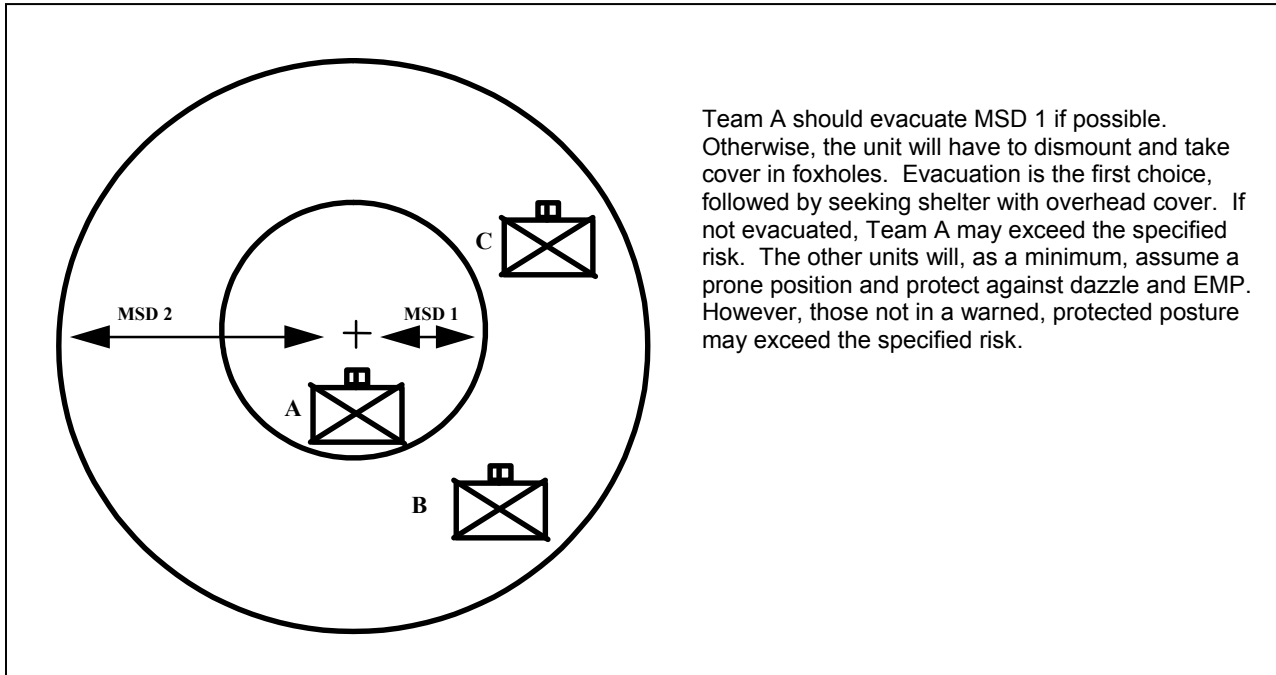 Team A should evacuate MSD 1 if possible.
Otherwise, the unit will have to dismount and take
cover in foxholes.  Evacuation is the first choice,
followed by seeking shelter with overhead cover.  If
not evacuated, Team A may exceed the specified
risk.  The other units will, as a minimum, assume a
prone position and protect against dazzle and EMP.
However, those not in a warned, protected posture
may exceed the specified risk.
C
MSD 2
MSD 1
A
B